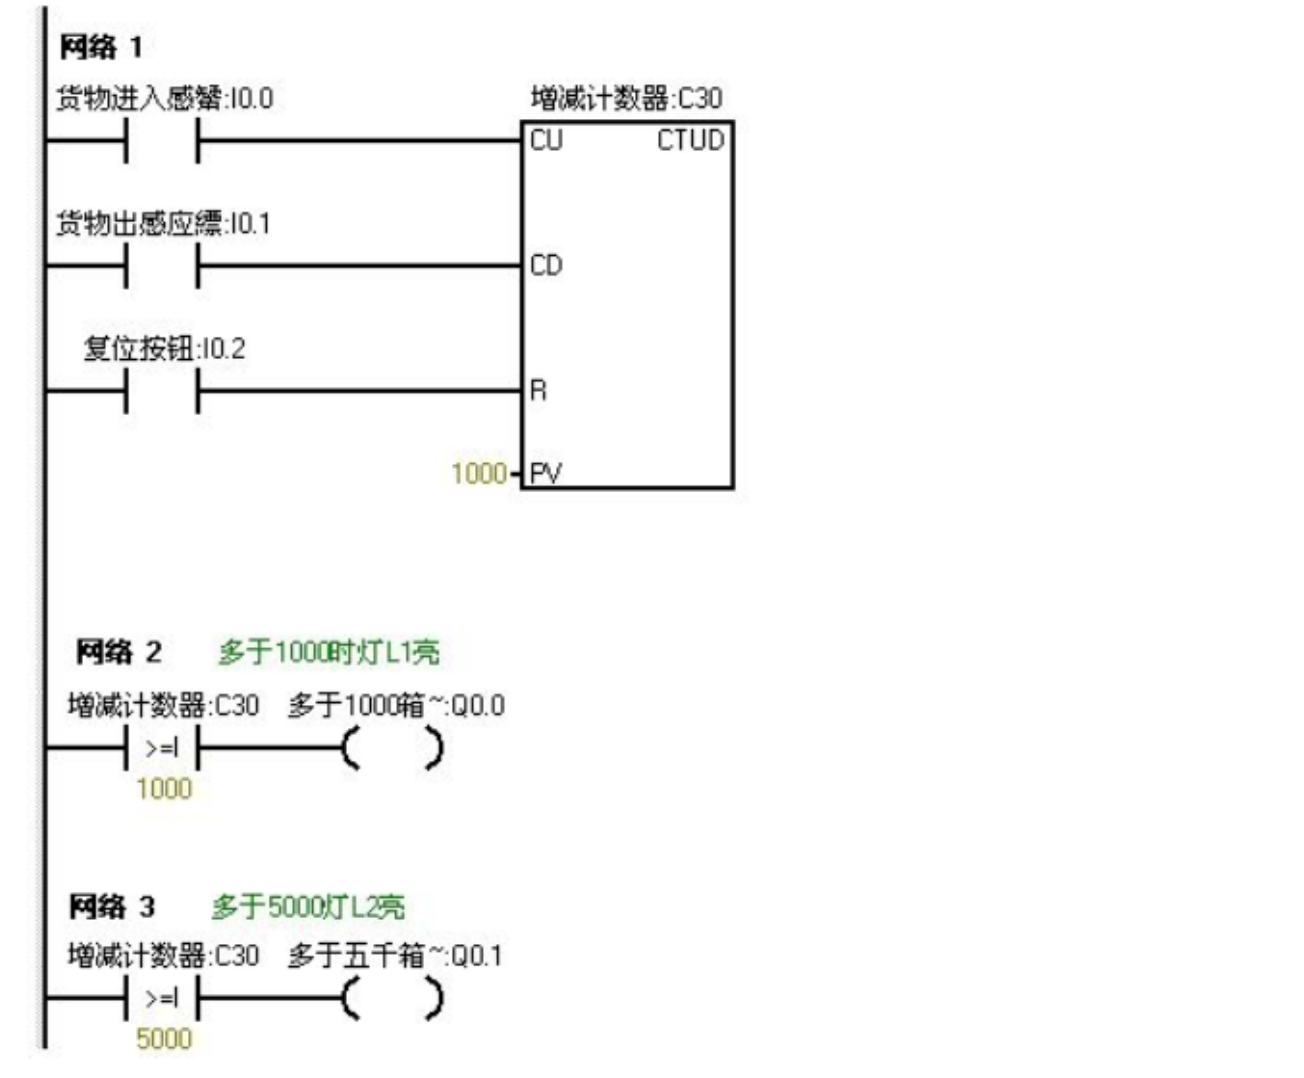 网络 1
货物进入感蟹:I0.0
增减计数器:C30
CU CTUD
货物出感应缥:I0.1
CD
复位按钮:I0.2
R
1000 PV
网络 2 多于1000时灯L1亮
增减计数器:C30 多于1000箱~:Q0.0
>=I
1000
网络 3 多于5000灯L2亮
增减计数器:C30 多于五千箱~:Q0.1
>=I
5000